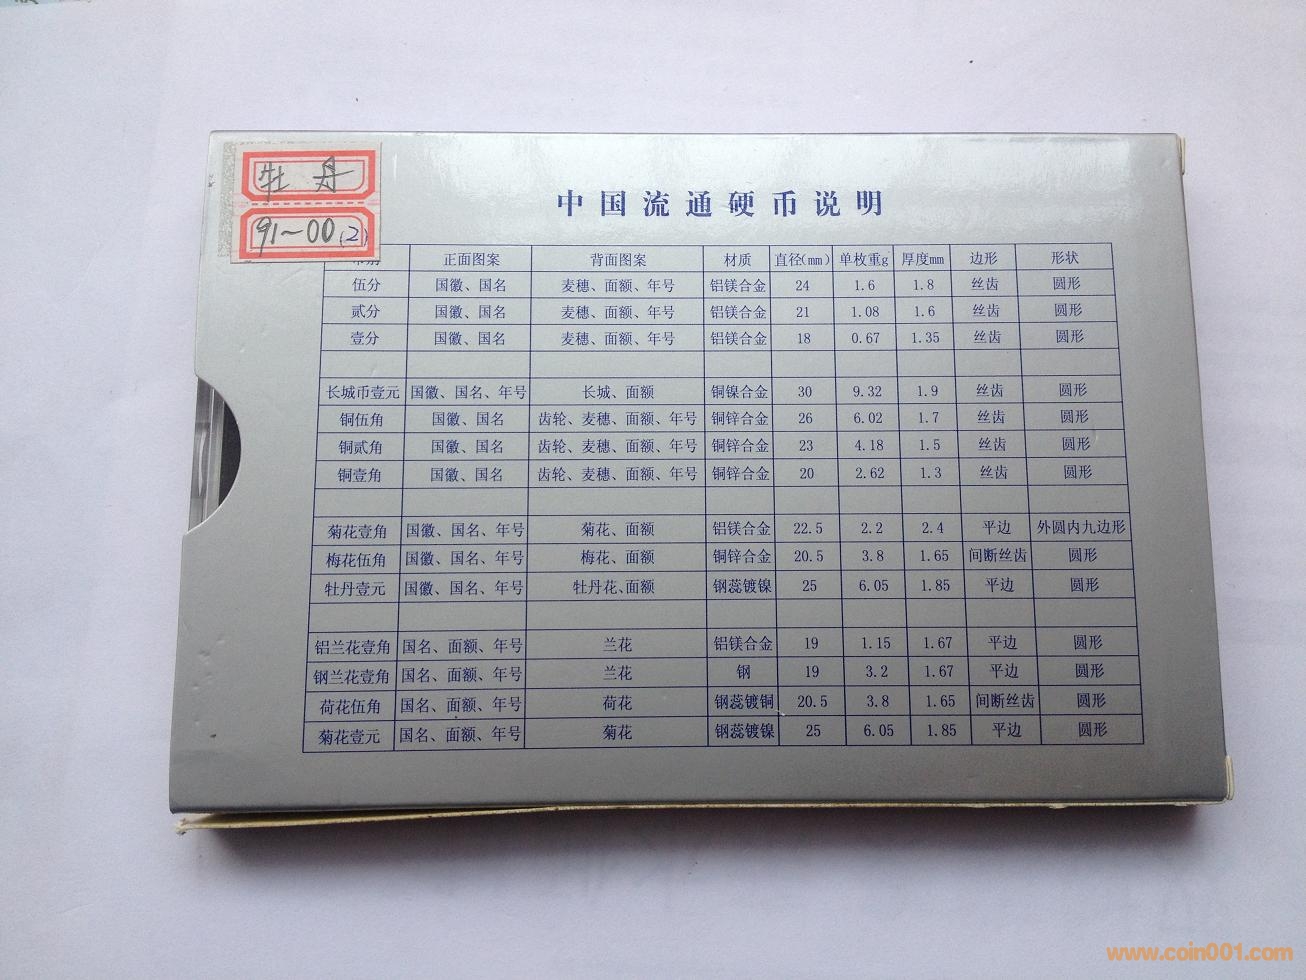 牡丹
91~00(2)
中国流通硬币说明
正面图案 背面图案 材质 直径(mm) 单枚重g 厚度mm 边形 形状
伍分 国徽、国名 麦穗、面额、年号 铝镁合金 24 1.6 1.8 丝齿 圆形
贰分 国徽、国名 麦穗、面额、年号 铝镁合金 21 1.08 1.6 丝齿 圆形
壹分 国徽、国名 麦穗、面额、年号 铝镁合金 18 0.67 1.35 丝齿 圆形
长城币壹元 国徽、国名、年号 长城、面额 铜镍合金 30 9.32 1.9 丝齿 圆形
铜伍角 国徽、国名 齿轮、麦穗、面额、年号 铜锌合金 26 6.02 1.7 丝齿 圆形
铜贰角 国徽、国名 齿轮、麦穗、面额、年号 铜锌合金 23 4.18 1.5 丝齿 圆形
铜壹角 国徽、国名 齿轮、麦穗、面额、年号 铜锌合金 20 2.62 1.3 丝齿 圆形
菊花壹角 国徽、国名、年号 菊花、面额 铝镁合金 22.5 2.2 2.4 平边 外圆内九边形
梅花伍角 国徽、国名、年号 梅花、面额 铜锌合金 20.5 3.8 1.65 间断丝齿 圆形
牡丹壹元 国徽、国名、年号 牡丹花、面额 钢蕊镀镍 25 6.05 1.85 平边 圆形
铝兰花壹角 国名、面额、年号 兰花 铝镁合金 19 1.15 1.67 平边 圆形
钢兰花壹角 国名、面额、年号 兰花 钢 19 3.2 1.67 平边 圆形
荷花伍角 国名、面额、年号 荷花 钢蕊镀铜 20.5 3.8 1.65 间断丝齿 圆形
菊花壹元 国名、面额、年号 菊花 钢蕊镀镍 25 6.05 1.85 平边 圆形
www.coin001.com